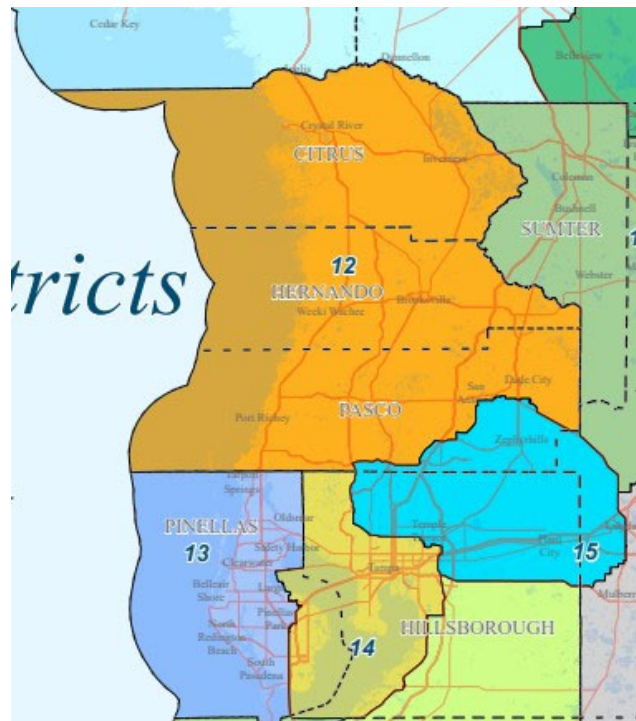 Cedar Key
Inglis
Dunnellon
Belleview
Crystal River
CITRUS
Inverness
Coleman
Bushnell
SUMTER
tricts
12
HERNANDO
Webster
Weeki Wachee
Brooksville
San
Dade City
PASCO
Port Richey
Zephyrhills
Tarpon
Springs
PINELLAS
Oldsmar
13
Safety Harbor
Temple
Terrace
Plant
City
15
Clearwater
Tampa
Belleair
Shore
Largo
Mulberry
Pinellas
Park
North
Redington
Beach
HILLSBOROUGH
14
South
Pasadena